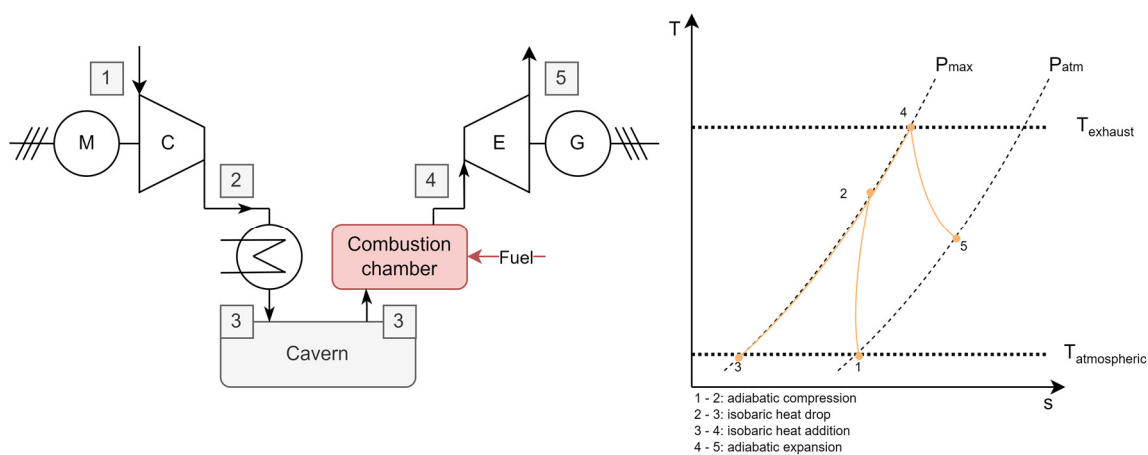 1
5
M
C
E
G
2
4
Combustion
chamber
Fuel
3
3
Cavern
T
Pmax
Patm
4
Texhaust
2
5
Tatmospheric
3
1
s
1 - 2: adiabatic compression
2 - 3: isobaric heat drop
3 - 4: isobaric heat addition
4 - 5: adiabatic expansion